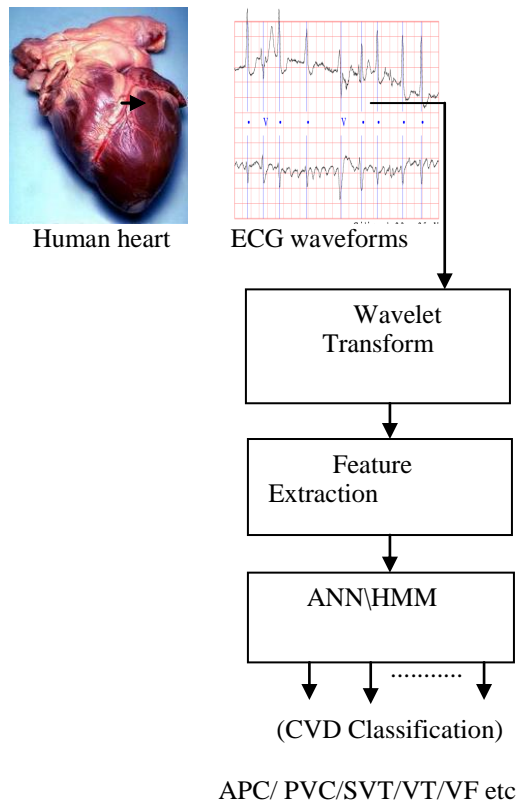 V V
Human heart
ECG waveforms
Wavelet
Transform
Feature
Extraction
ANN\HMM
...........
(CVD Classification)
APC/ PVC/SVT/VT/VF etc